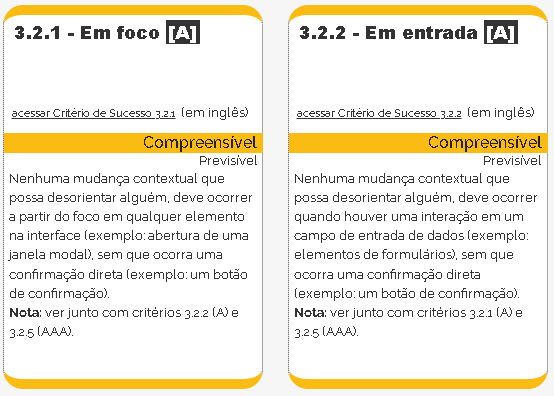 3.2.1 - Em foco [A]
acessar Critério de Sucesso 3.2.1 (em inglês)
Compreensível
Previsível
Nenhuma mudança contextual que
possa desorientar alguém, deve ocorrer
a partir do foco em qualquer elemento
na interface (exemplo: abertura de uma
janela modal), sem que ocorra uma
confirmação direta (exemplo: um botão
de confirmação).
Nota: ver junto com critérios 3.2.2 (A) e
3.2.5 (AAA).
3.2.2 - Em entrada [A]
acessar Critério de Sucesso 3.2.2 (em inglês)
Compreensível
Previsível
Nenhuma mudança contextual que
possa desorientar alguém, deve ocorrer
quando houver uma interação em um
campo de entrada de dados (exemplo:
elementos de formulários), sem que
ocorra uma confirmação direta
(exemplo: um botão de confirmação).
Nota: ver junto com critérios 3.2.1 (A) e
3.2.5 (AAA).